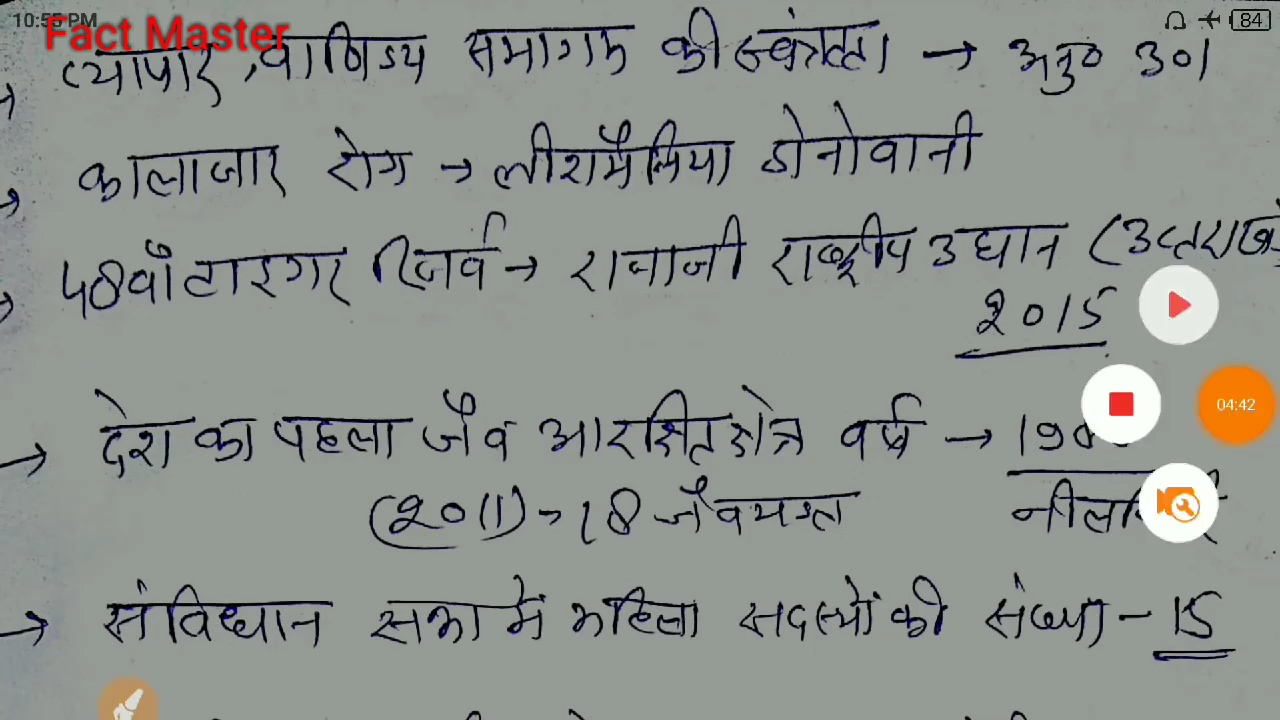 10:55 PM
84
Fact Master
→ व्यापार, वाणिज्य समागम की स्वतंत्रता → अनु० 301
→ कालाजार रोग → लीशमैनिया डोनोवानी
→ 48वाँ टाइगर रिजर्व → राजाजी राष्ट्रीय उद्यान (उत्तराखं
2015
→ देश का पहला जैव आरक्षित क्षेत्र वर्ष →
(2011) → 18 जैवमण्डल
04:42
→ संविधान सभा में महिला सदस्यों की संख्या - 15